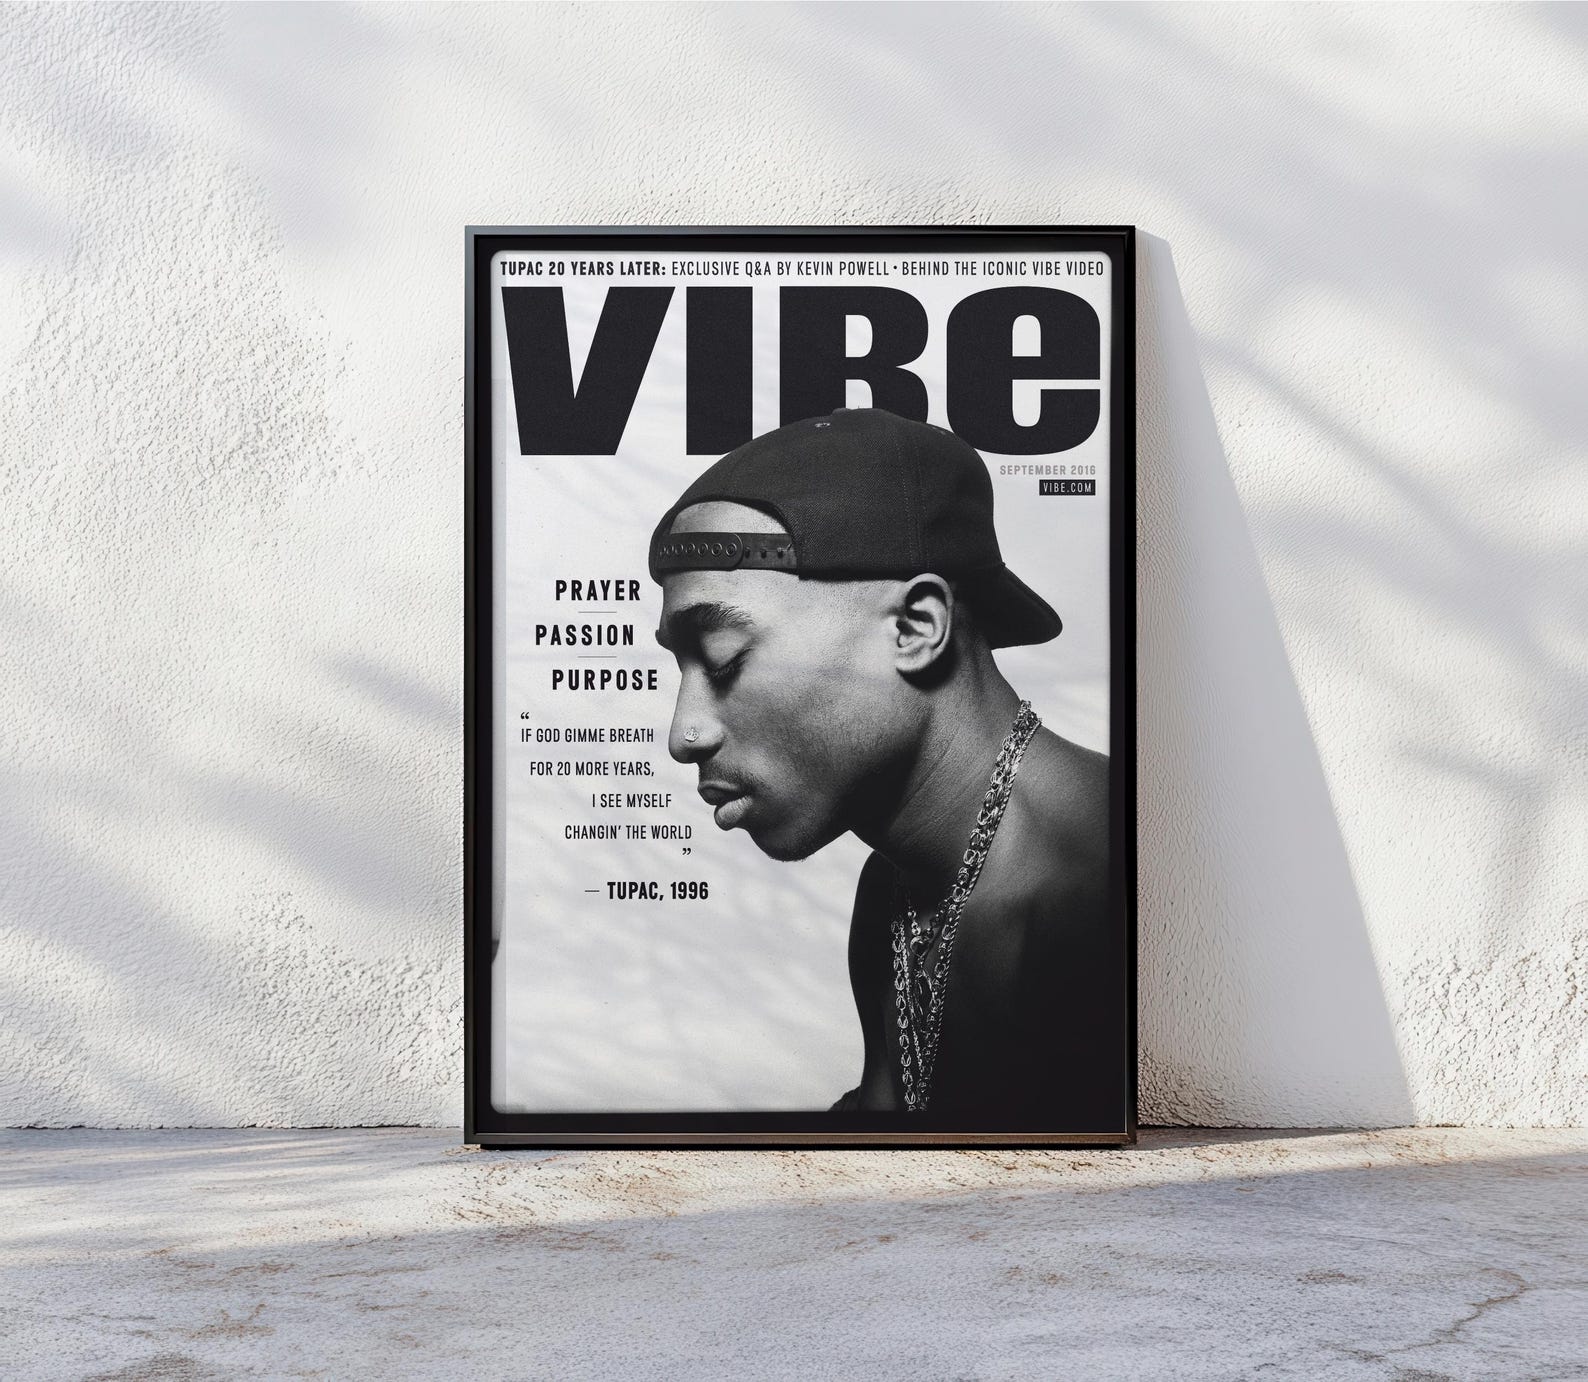 TUPAC 20 YEARS LATER: EXCLUSIVE Q&A BY KEVIN POWELL • BEHIND THE ICONIC VIBE VIDEO
VIBE
SEPTEMBER 2016
VIBE.COM
PRAYER
PASSION
PURPOSE
“
IF GOD GIMME BREATH
FOR 20 MORE YEARS,
I SEE MYSELF
CHANGIN’ THE WORLD
”
— TUPAC, 1996